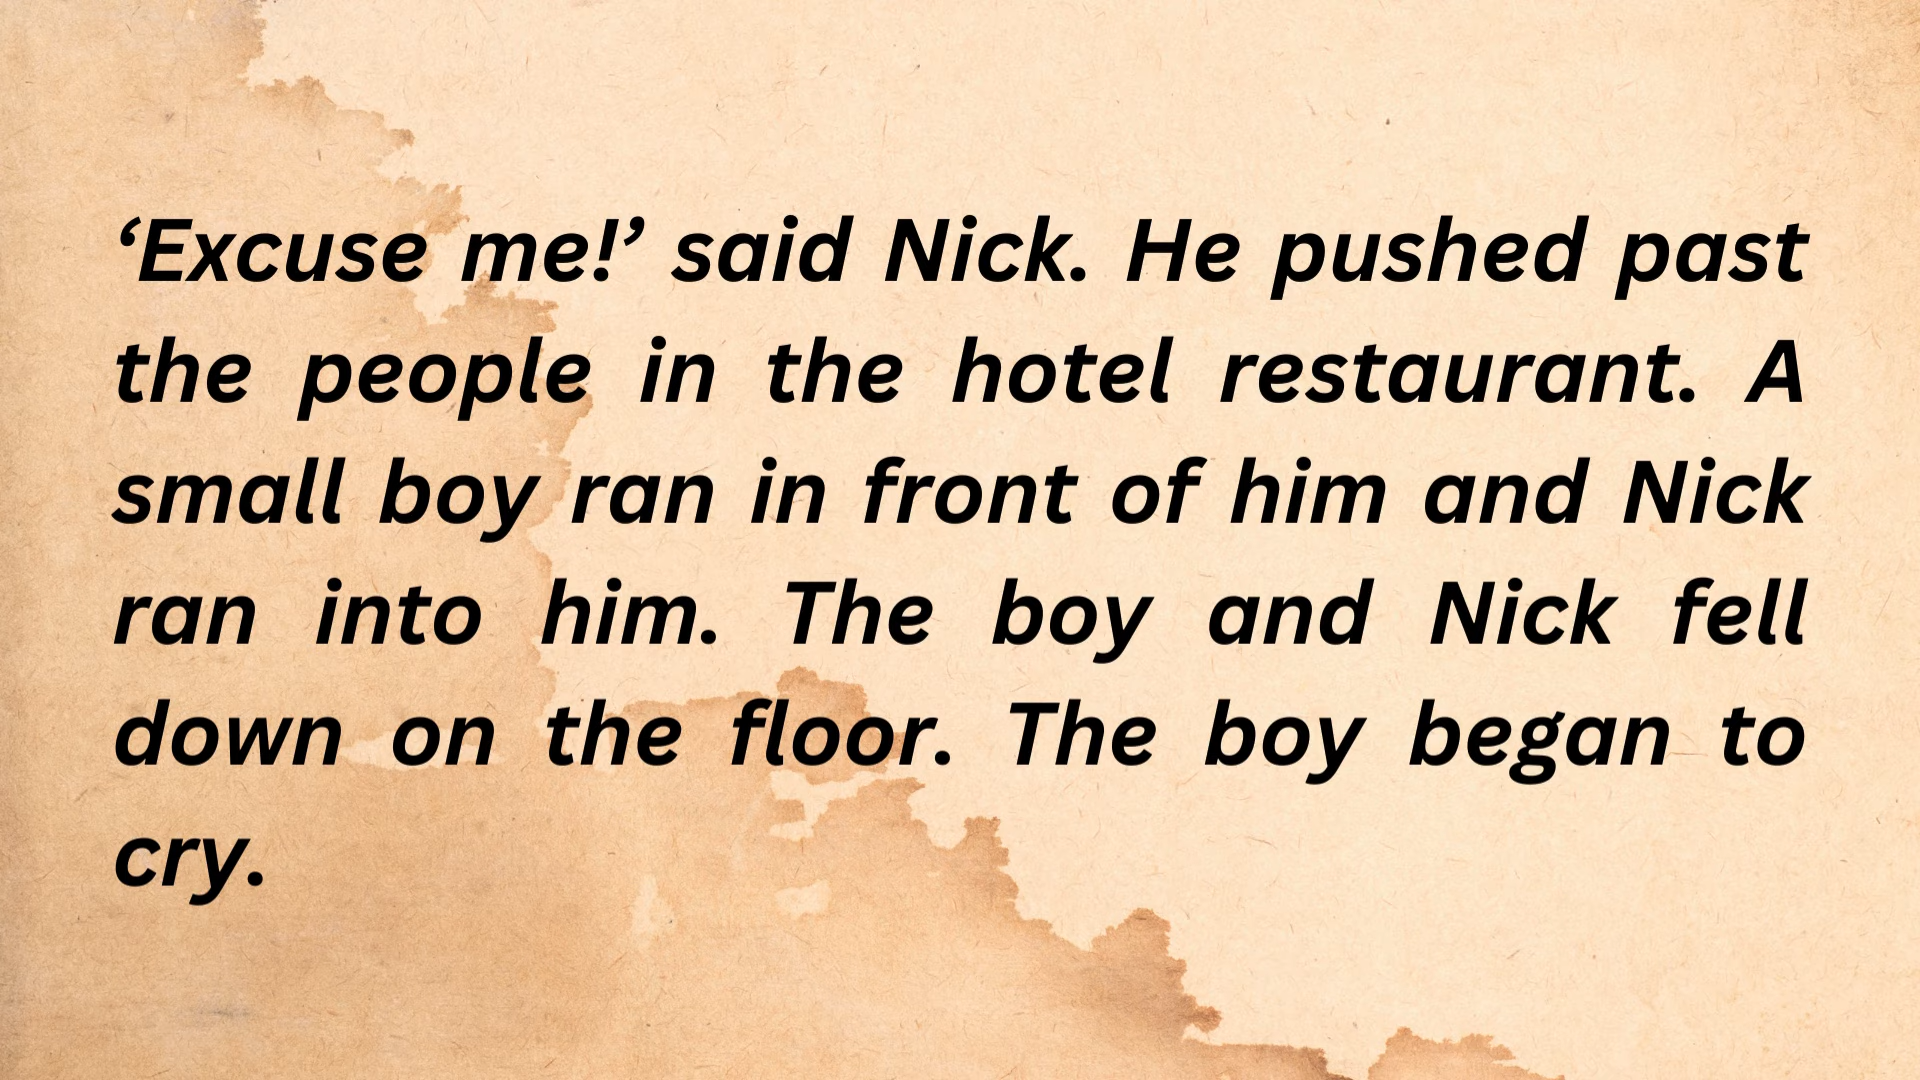 ‘Excuse me!’ said Nick. He pushed past
the people in the hotel restaurant. A
small boy ran in front of him and Nick
ran into him. The boy and Nick fell
down on the floor. The boy began to
cry.